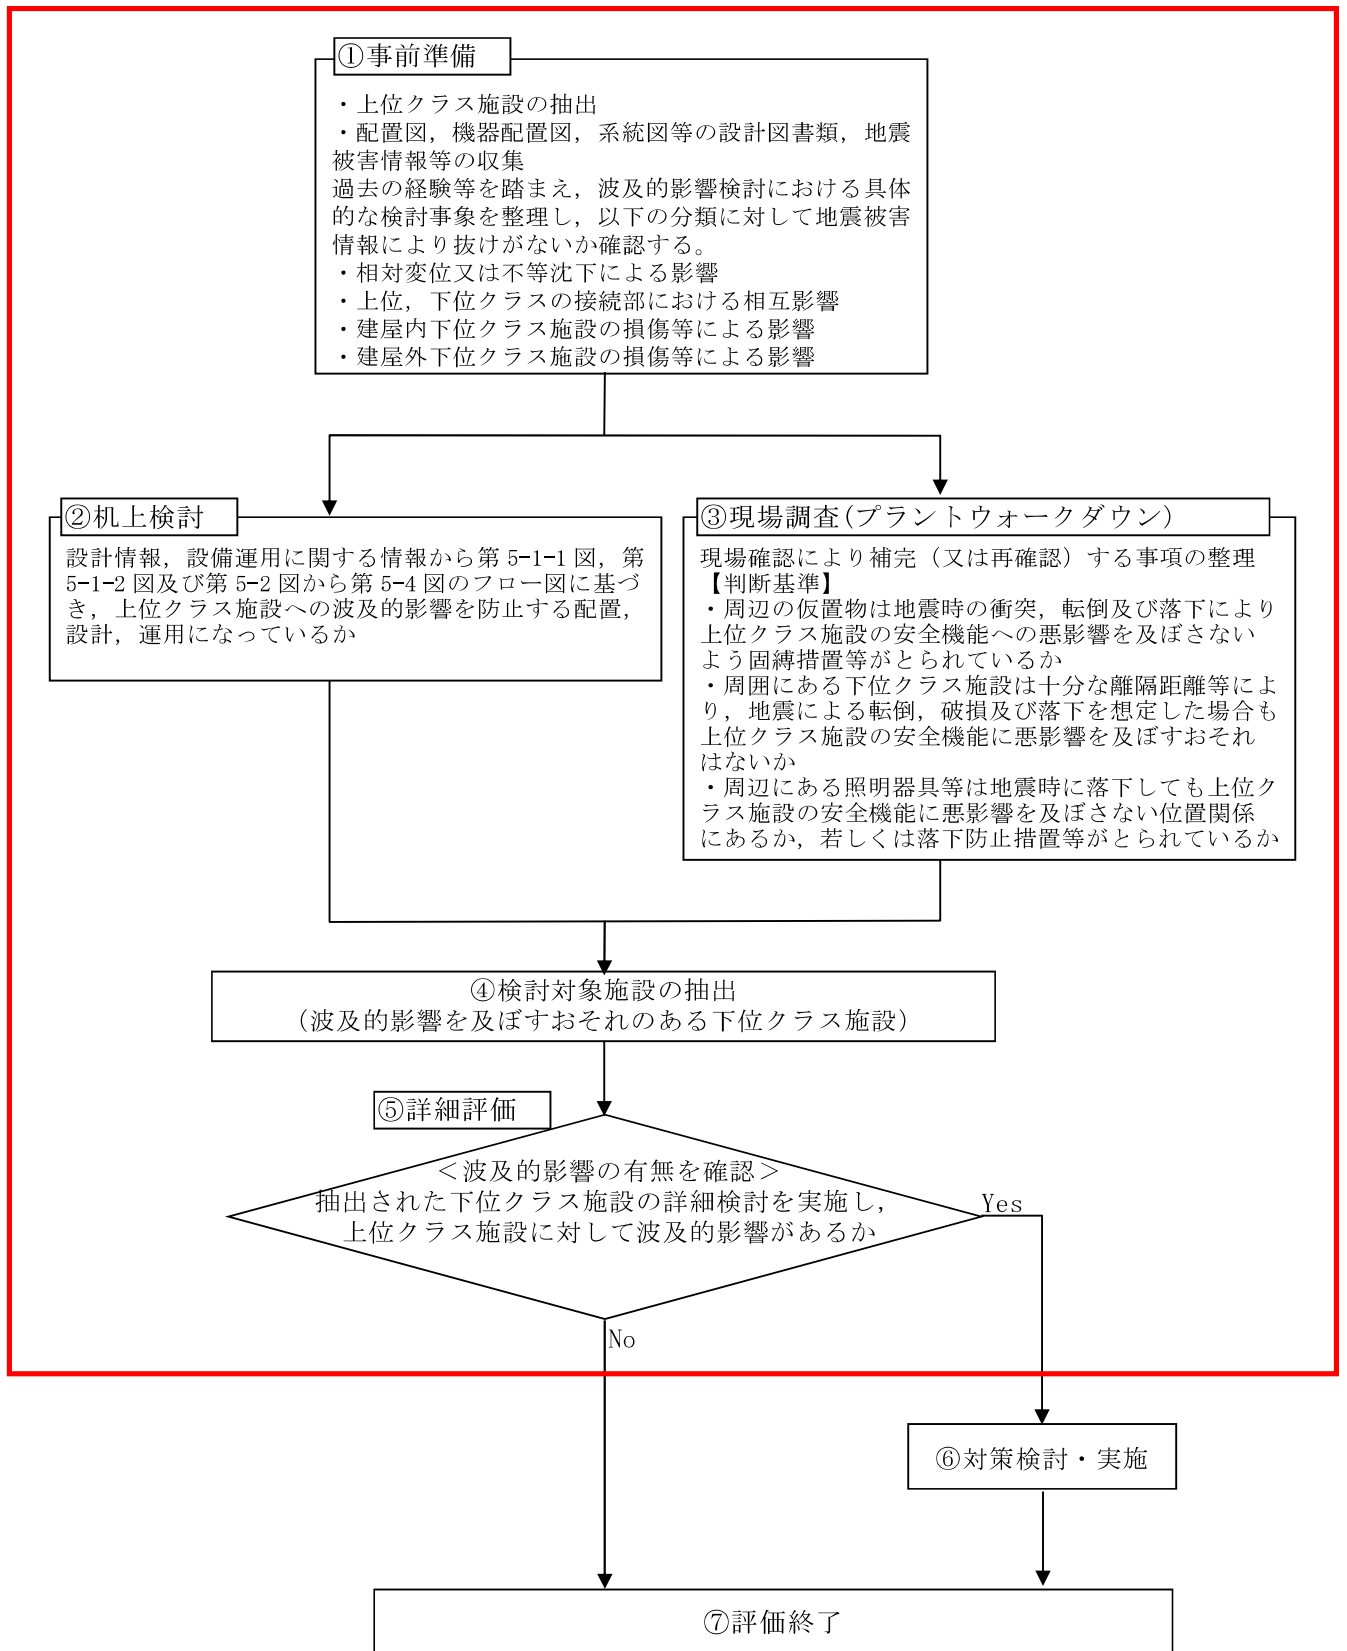 ①事前準備
・上位クラス施設の抽出
・配置図，機器配置図，系統図等の設計図書類，地震
被害情報等の収集
過去の経験等を踏まえ，波及的影響検討における具体
的な検討事象を整理し，以下の分類に対して地震被害
情報により抜けがないか確認する。
・相対変位又は不等沈下による影響
・上位，下位クラスの接続部における相互影響
・建屋内下位クラス施設の損傷等による影響
・建屋外下位クラス施設の損傷等による影響
②机上検討
設計情報，設備運用に関する情報から第 5-1-1 図，第
5-1-2 図及び第 5-2 図から第 5-4 図のフロー図に基づ
き，上位クラス施設への波及的影響を防止する配置，
設計，運用になっているか
③現場調査(プラントウォークダウン）
現場確認により補完（又は再確認）する事項の整理
【判断基準】
・周辺の仮置物は地震時の衝突，転倒及び落下により
上位クラス施設の安全機能への悪影響を及ぼさない
よう固縛措置等がとられているか
・周囲にある下位クラス施設は十分な離隔距離等によ
り，地震による転倒，破損及び落下を想定した場合も
上位クラス施設の安全機能に悪影響を及ぼすおそれ
はないか
・周辺にある照明器具等は地震時に落下しても上位ク
ラス施設の安全機能に悪影響を及ぼさない位置関係
にあるか，若しくは落下防止措置等がとられているか
④検討対象施設の抽出
（波及的影響を及ぼすおそれのある下位クラス施設）
⑤詳細評価
＜波及的影響の有無を確認＞
抽出された下位クラス施設の詳細検討を実施し，
上位クラス施設に対して波及的影響があるか
Yes
No
⑥対策検討・実施
⑦評価終了